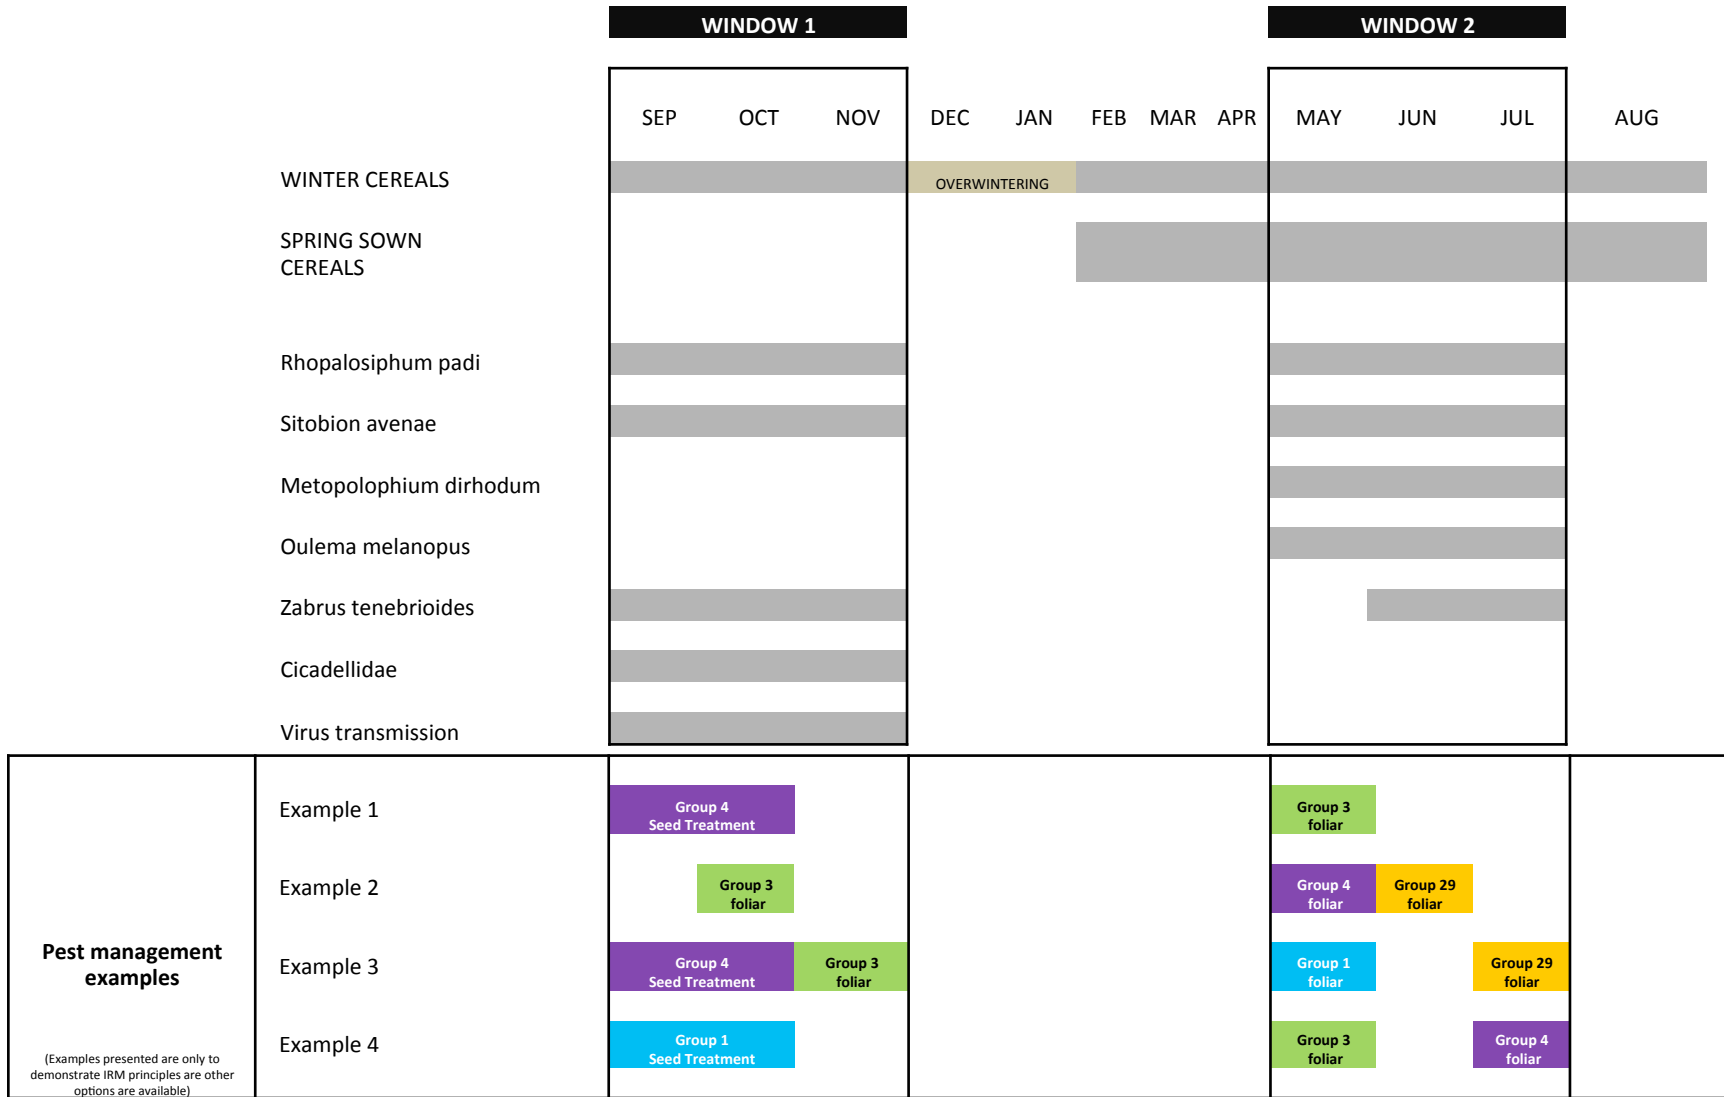 WINDOW 1
WINDOW 2
SEP OCT NOV DEC JAN FEB MAR APR MAY JUN JUL AUG
WINTER CEREALS
OVERWINTERING
SPRING SOWN
CEREALS
Rhopalosiphum padi
Sitobion avenae
Metopolophium dirhodum
Oulema melanopus
Zabrus tenebrioides
Cicadellidae
Virus transmission
Pest management
examples
(Examples presented are only to
demonstrate IRM principles are other
options are available)
Example 1
Group 4
Seed Treatment
Group 3
foliar
Example 2
Group 3
foliar
Group 4
foliar
Group 29
foliar
Example 3
Group 4
Seed Treatment
Group 3
foliar
Group 1
foliar
Group 29
foliar
Example 4
Group 1
Seed Treatment
Group 3
foliar
Group 4
foliar